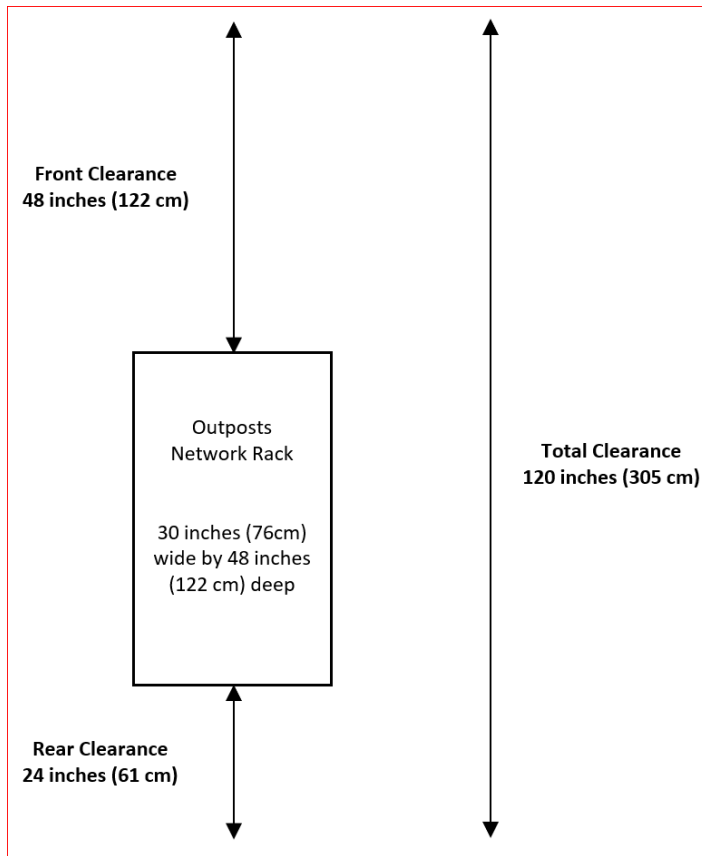 Front Clearance
48 inches (122 cm)
Outposts
Network Rack
30 inches (76cm)
wide by 48 inches
(122 cm) deep
Total Clearance
120 inches (305 cm)
Rear Clearance
24 inches (61 cm)